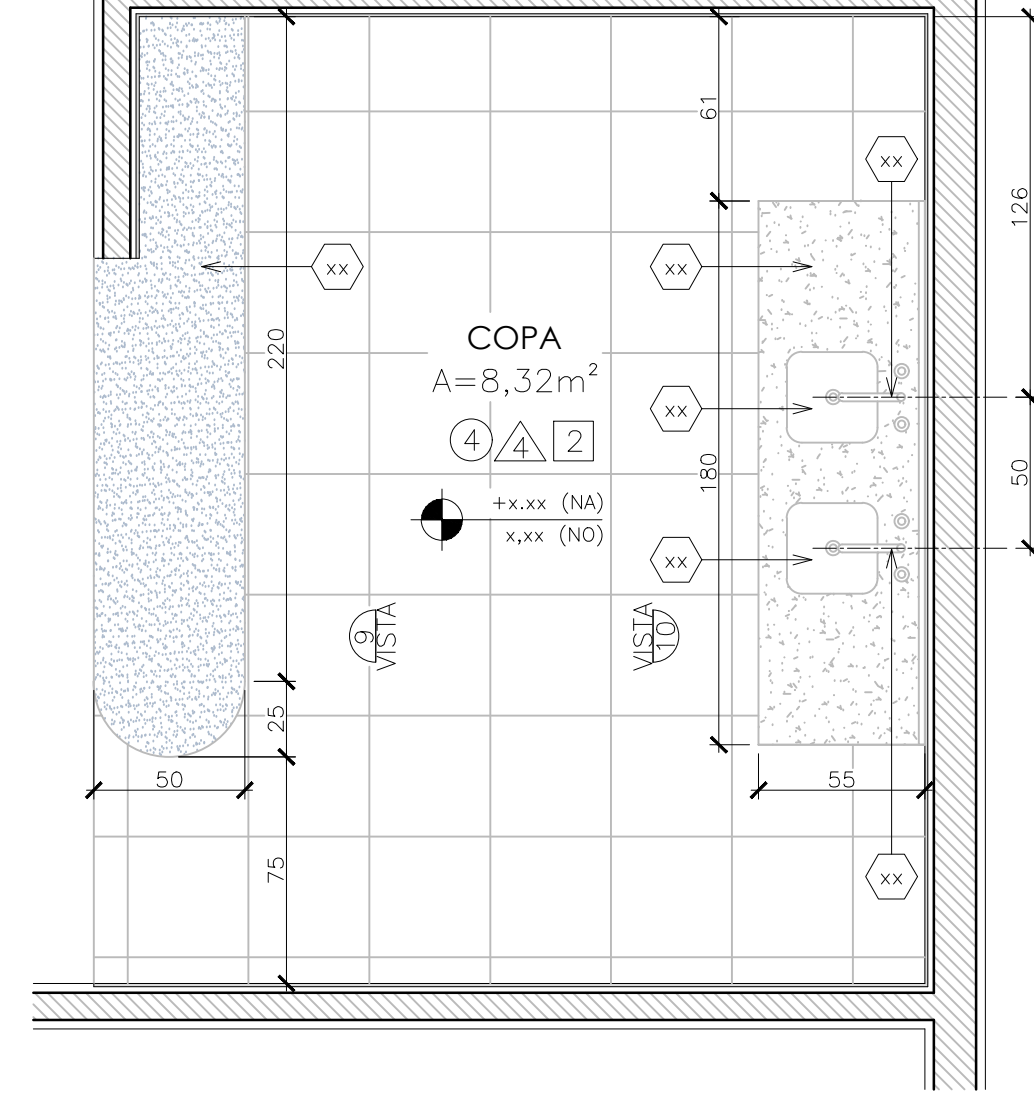 61
xx
126
xx
xx
220
COPA
A=8,32m²
xx
4 4 2
180
50
+x.xx (NA)
x,xx (NO)
xx
9
VISTA
VISTA
10
25
50
55
75
xx